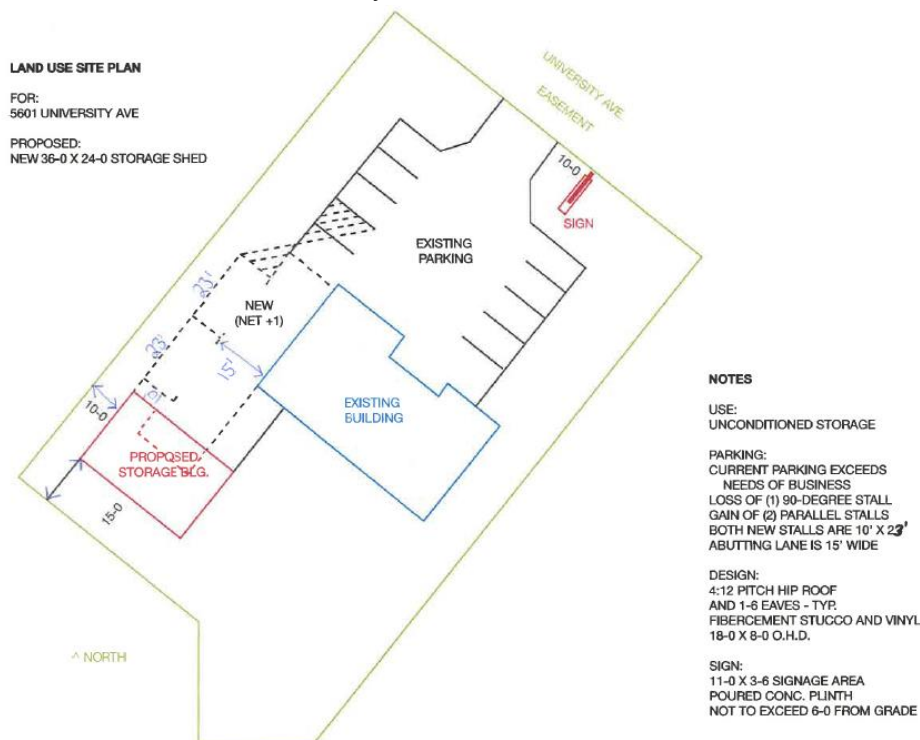 LAND USE SITE PLAN
FOR:
5601 UNIVERSITY AVE
PROPOSED:
NEW 36-0 X 24-0 STORAGE SHED
UNIVERSITY AVE
EASEMENT
10-0
SIGN
EXISTING
PARKING
23'
NEW
(NET +1)
23'
15'
EXISTING
BUILDING
10-0
PROPOSED
STORAGE BLG.
15-0
^ NORTH
NOTES
USE:
UNCONDITIONED STORAGE
PARKING:
CURRENT PARKING EXCEEDS
NEEDS OF BUSINESS
LOSS OF (1) 90-DEGREE STALL
GAIN OF (2) PARALLEL STALLS
BOTH NEW STALLS ARE 10' X 23'
ABUTTING LANE IS 15' WIDE
DESIGN:
4:12 PITCH HIP ROOF
AND 1-6 EAVES - TYP.
FIBERCEMENT STUCCO AND VINYL
18-0 X 8-0 O.H.D.
SIGN:
11-0 X 3-6 SIGNAGE AREA
POURED CONC. PLINTH
NOT TO EXCEED 6-0 FROM GRADE